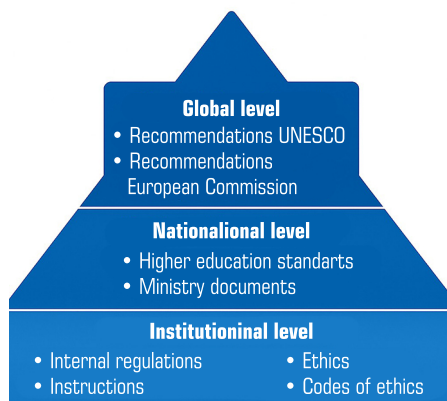 Global level
• Recommendations UNESCO
• Recommendations
European Commission
Nationalional level
• Higher education standarts
• Ministry documents
Institutioninal level
• Internal regulations
• Instructions
• Ethics
• Codes of ethics